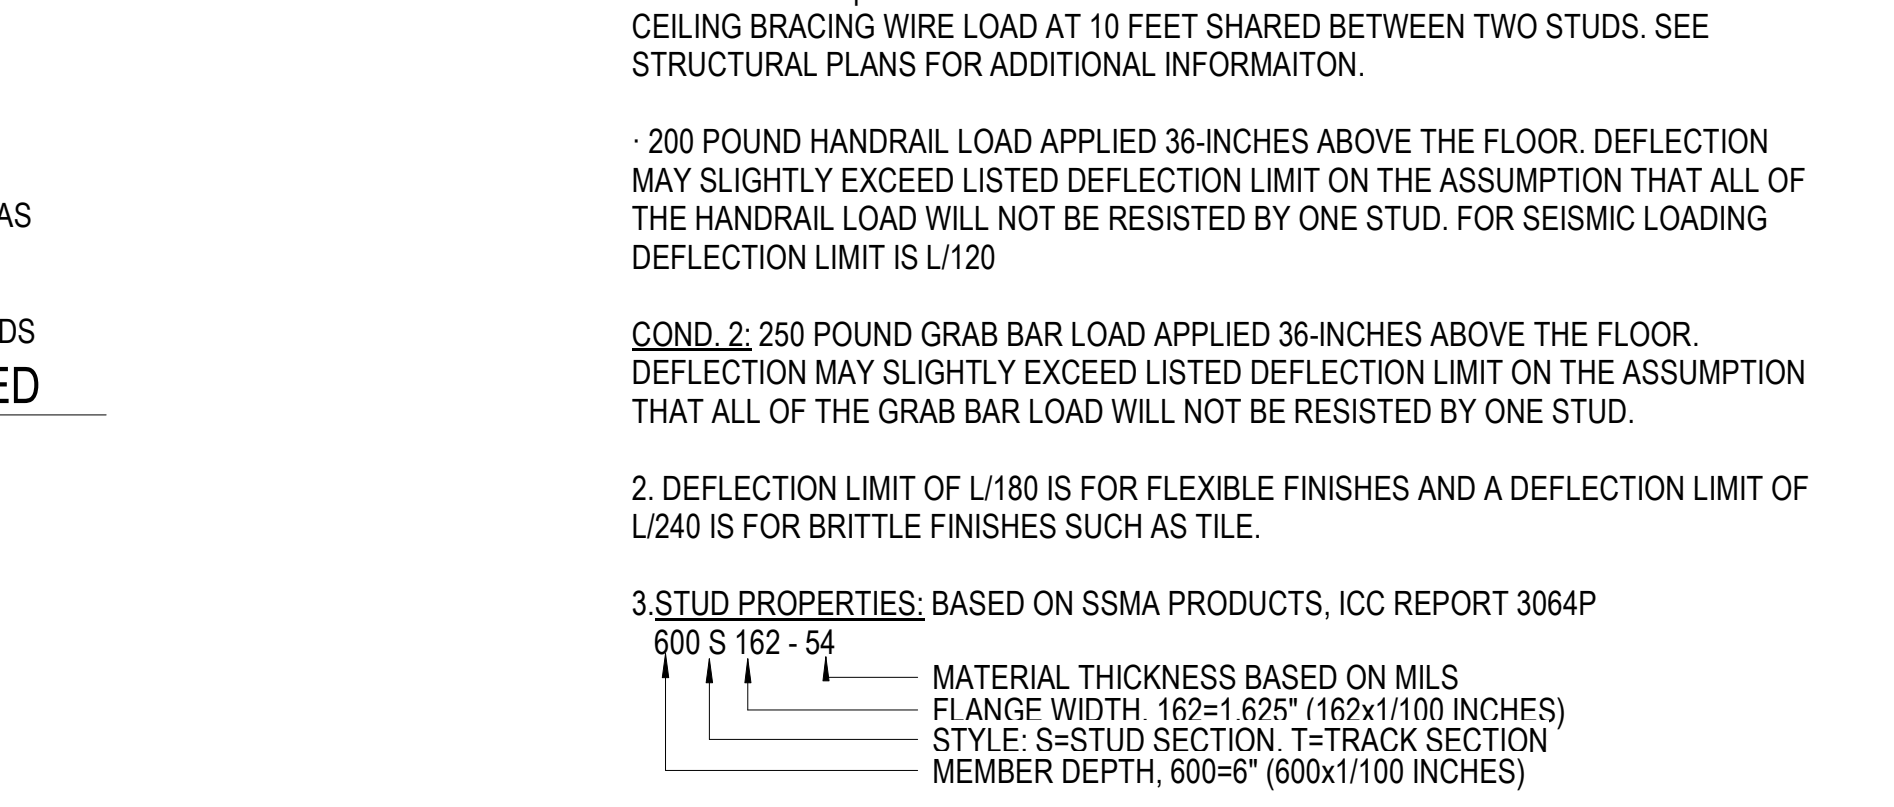 CEILING BRACING WIRE LOAD AT 10 FEET SHARED BETWEEN TWO STUDS. SEE
STRUCTURAL PLANS FOR ADDITIONAL INFORMAITON.
· 200 POUND HANDRAIL LOAD APPLIED 36-INCHES ABOVE THE FLOOR. DEFLECTION
MAY SLIGHTLY EXCEED LISTED DEFLECTION LIMIT ON THE ASSUMPTION THAT ALL OF
THE HANDRAIL LOAD WILL NOT BE RESISTED BY ONE STUD. FOR SEISMIC LOADING
DEFLECTION LIMIT IS L/120
COND. 2: 250 POUND GRAB BAR LOAD APPLIED 36-INCHES ABOVE THE FLOOR.
DEFLECTION MAY SLIGHTLY EXCEED LISTED DEFLECTION LIMIT ON THE ASSUMPTION
THAT ALL OF THE GRAB BAR LOAD WILL NOT BE RESISTED BY ONE STUD.
2. DEFLECTION LIMIT OF L/180 IS FOR FLEXIBLE FINISHES AND A DEFLECTION LIMIT OF
L/240 IS FOR BRITTLE FINISHES SUCH AS TILE.
3.STUD PROPERTIES: BASED ON SSMA PRODUCTS, ICC REPORT 3064P
600 S 162 - 54
MATERIAL THICKNESS BASED ON MILS
FLANGE WIDTH, 162=1.625" (162x1/100 INCHES)
STYLE: S=STUD SECTION, T=TRACK SECTION
MEMBER DEPTH, 600=6" (600x1/100 INCHES)
AS
DS
ED